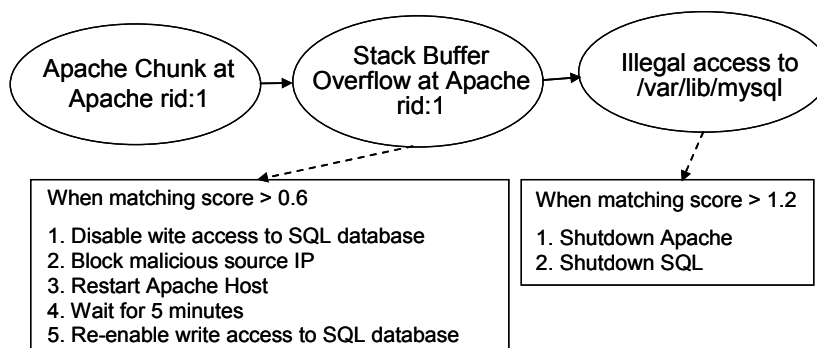 Apache Chunk at
Apache rid:1
Stack Buffer
Overflow at Apache
rid:1
Illegal access to
/var/lib/mysql
When matching score > 0.6
1. Disable wite access to SQL database
2. Block malicious source IP
3. Restart Apache Host
4. Wait for 5 minutes
5. Re-enable write access to SQL database
When matching score > 1.2
1. Shutdown Apache
2. Shutdown SQL